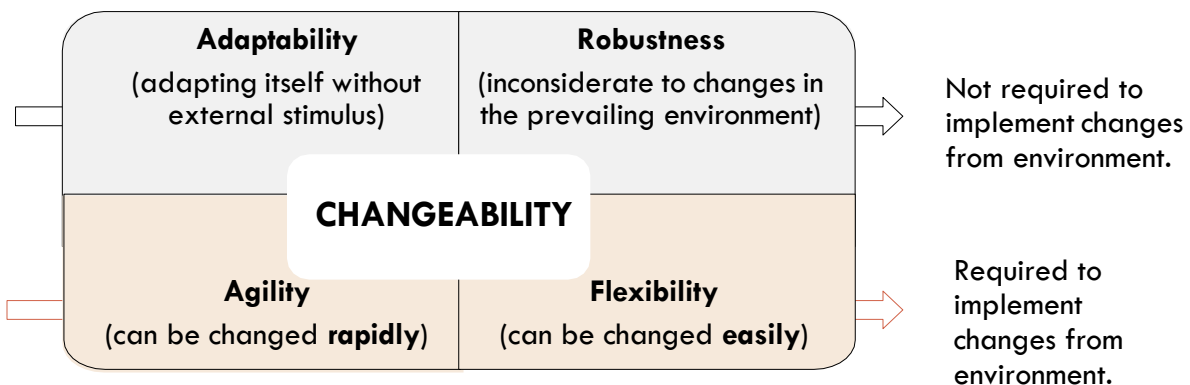 Adaptability
(adapting itself without
external stimulus)
Robustness
(inconsiderate to changes in
the prevailing environment)
Not required to
implement changes
from environment.
CHANGEABILITY
Agility
(can be changed rapidly)
Flexibility
(can be changed easily)
Required to
implement
changes from
environment.